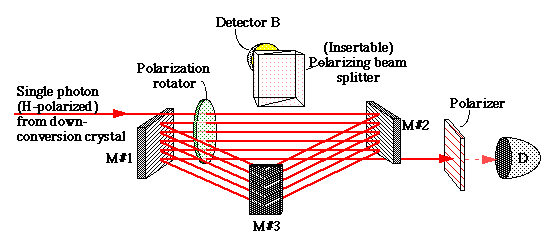 Detector B
(Insertable)
Polarizing beam
splitter
Polarization
rotator
Single photon
(H-polarized)
from down-
conversion crystal
Polarizer
M#1
M#2
D
M#3